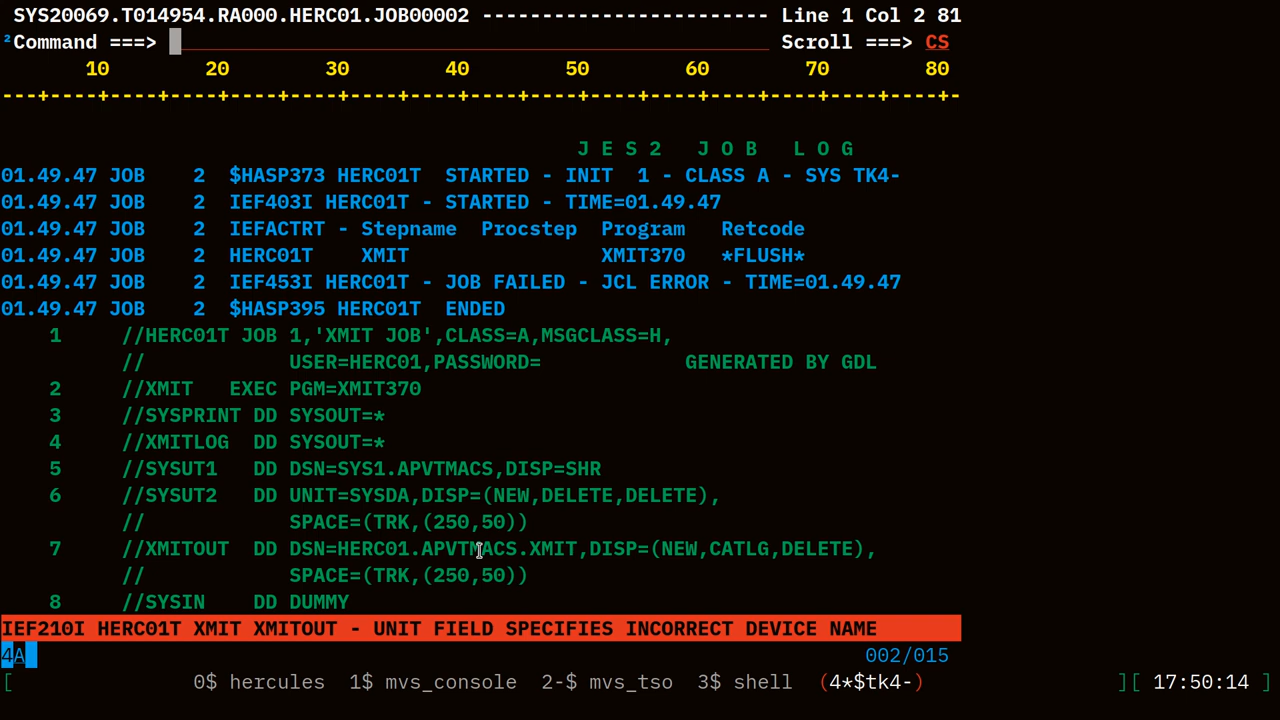 SYS20069.T014954.RA000.HERC01.JOB00002 ------------------------ Line 1 Col 2 81
²Command ===> Scroll ===> CS
10 20 30 40 50 60 70 80
---+----+----+----+----+----+----+----+----+----+----+----+----+----+----+----+-
J E S 2   J O B   L O G
01.49.47 JOB    2  $HASP373 HERC01T  STARTED - INIT  1 - CLASS A - SYS TK4-
01.49.47 JOB    2  IEF403I HERC01T - STARTED - TIME=01.49.47
01.49.47 JOB    2  IEFACTRT - Stepname  Procstep  Program   Retcode
01.49.47 JOB    2  HERC01T    XMIT                XMIT370   *FLUSH*
01.49.47 JOB    2  IEF453I HERC01T - JOB FAILED - JCL ERROR - TIME=01.49.47
01.49.47 JOB    2  $HASP395 HERC01T  ENDED
1     //HERC01T JOB 1,'XMIT JOB',CLASS=A,MSGCLASS=H,
//            USER=HERC01,PASSWORD=            GENERATED BY GDL
2     //XMIT   EXEC PGM=XMIT370
3     //SYSPRINT DD SYSOUT=*
4     //XMITLOG  DD SYSOUT=*
5     //SYSUT1   DD DSN=SYS1.APVTMACS,DISP=SHR
6     //SYSUT2   DD UNIT=SYSDA,DISP=(NEW,DELETE,DELETE),
//            SPACE=(TRK,(250,50))
7     //XMITOUT  DD DSN=HERC01.APVTMACS.XMIT,DISP=(NEW,CATLG,DELETE),
//            SPACE=(TRK,(250,50))
8     //SYSIN    DD DUMMY
IEF210I HERC01T XMIT XMITOUT - UNIT FIELD SPECIFIES INCORRECT DEVICE NAME
4A 002/015
[ 0$ hercules  1$ mvs_console  2-$ mvs_tso  3$ shell  (4*$tk4-) ][ 17:50:14 ]